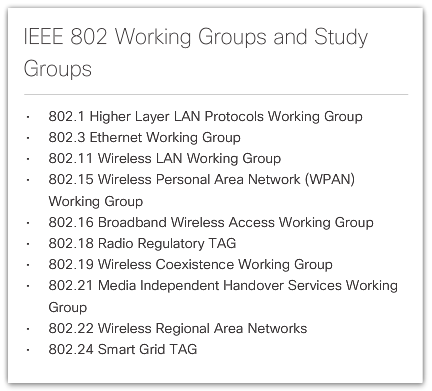 IEEE 802 Working Groups and Study
Groups
· 802.1 Higher Layer LAN Protocols Working Group
· 802.3 Ethernet Working Group
· 802.11 Wireless LAN Working Group
· 802.15 Wireless Personal Area Network (WPAN)
Working Group
· 802.16 Broadband Wireless Access Working Group
· 802.18 Radio Regulatory TAG
· 802.19 Wireless Coexistence Working Group
· 802.21 Media Independent Handover Services Working
Group
· 802.22 Wireless Regional Area Networks
· 802.24 Smart Grid TAG